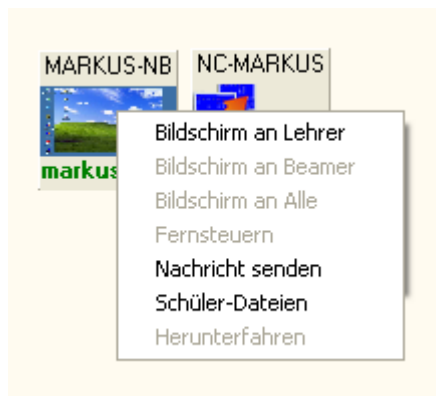 MARKUS-NB
NC-MARKUS
markus
Bildschirm an Lehrer
Bildschirm an Beamer
Bildschirm an Alle
Fernsteuern
Nachricht senden
Schüler-Dateien
Herunterfahren